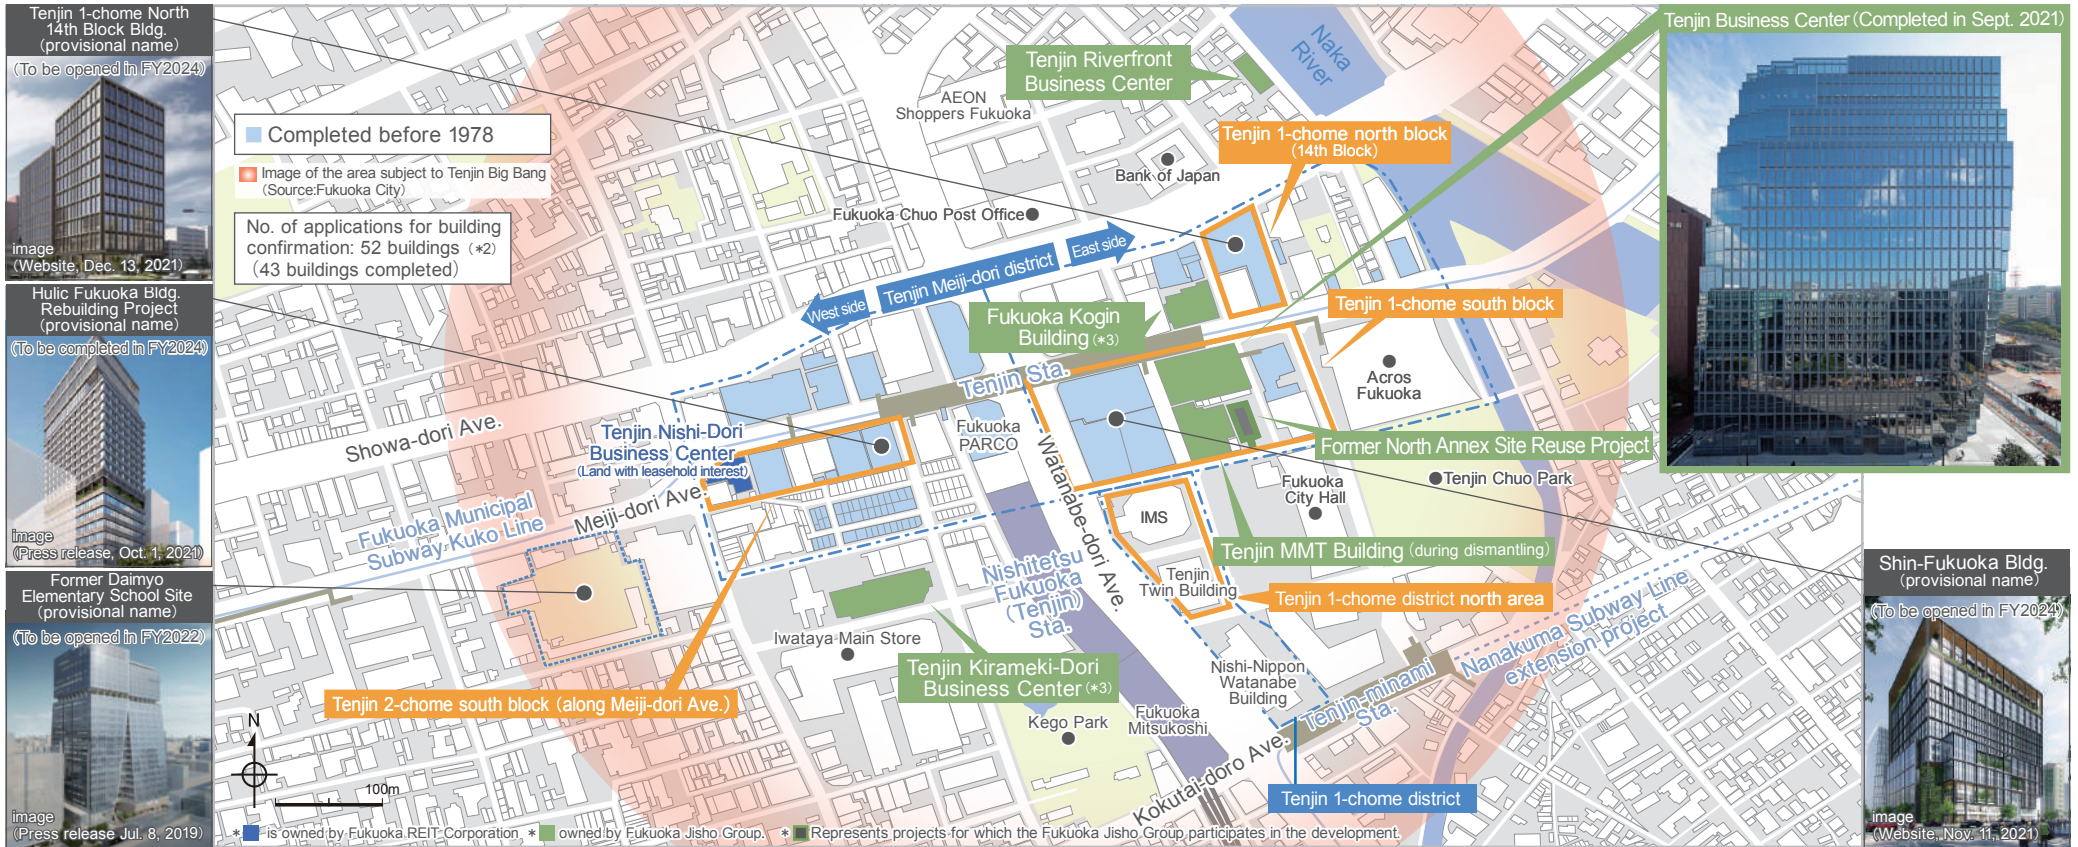 Tenjin 1-chome North
14th Block Bldg.
(provisional name)
(To be opened in FY2024)
image
(Website, Dec. 13, 2021)
Hulic Fukuoka Bldg.
Rebuilding Project
(provisional name)
(To be completed in FY2024)
image
(Press release, Oct. 1, 2021)
Former Daimyo
Elementary School Site
(provisional name)
(To be opened in FY2022)
image
(Press release Jul. 8, 2019)
Completed before 1978
Image of the area subject to Tenjin Big Bang
(Source:Fukuoka City)
No. of applications for building
confirmation: 52 buildings (*2)
(43 buildings completed)
AEON
Shoppers Fukuoka
Tenjin Riverfront
Business Center
Naka
River
Tenjin 1-chome north block
(14th Block)
Bank of Japan
Fukuoka Chuo Post Office
West side
Tenjin Meiji-dori district
East side
Fukuoka Kogin
Building (*3)
Tenjin 1-chome south block
Tenjin Sta.
Acros
Fukuoka
Showa-dori Ave.
Tenjin Nishi-Dori
Business Center
(Land with leasehold interest)
Fukuoka
PARCO
Watanabe-dori Ave.
Former North Annex Site Reuse Project
Fukuoka
City Hall
Tenjin Chuo Park
Meiji-dori Ave.
Fukuoka Municipal
Subway Kuko Line
IMS
Tenjin MMT Building (during dismantling)
Nishitetsu
Fukuoka
(Tenjin)
Sta.
Tenjin
Twin Building
Tenjin 1-chome district north area
Iwataya Main Store
Tenjin Kirameki-Dori
Business Center (*3)
Nishi-Nippon
Watanabe
Building
Tenjin-minami
Sta.
Nanakuma Subway Line
extension project
Tenjin 2-chome south block (along Meiji-dori Ave.)
Kego Park
Fukuoka
Mitsukoshi
Kokutai-doro Ave.
Tenjin 1-chome district
N
100m
* is owned by Fukuoka REIT Corporation. * owned by Fukuoka Jisho Group. * Represents projects for which the Fukuoka Jisho Group participates in the development.
Tenjin Business Center (Completed in Sept. 2021)
Shin-Fukuoka Bldg.
(provisional name)
(To be opened in FY2024)
image
(Website, Nov. 11, 2021)